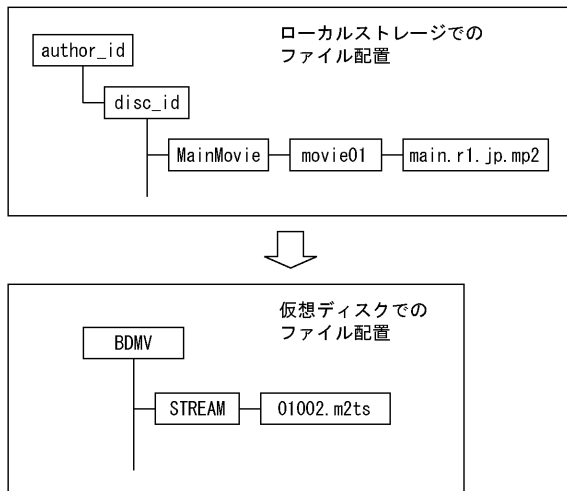 ローカルストレージでの
ファイル配置
author_id
disc_id
MainMovie
movie01
main.r1.jp.mp2
仮想ディスクでの
ファイル配置
BDMV
STREAM
01002.m2ts